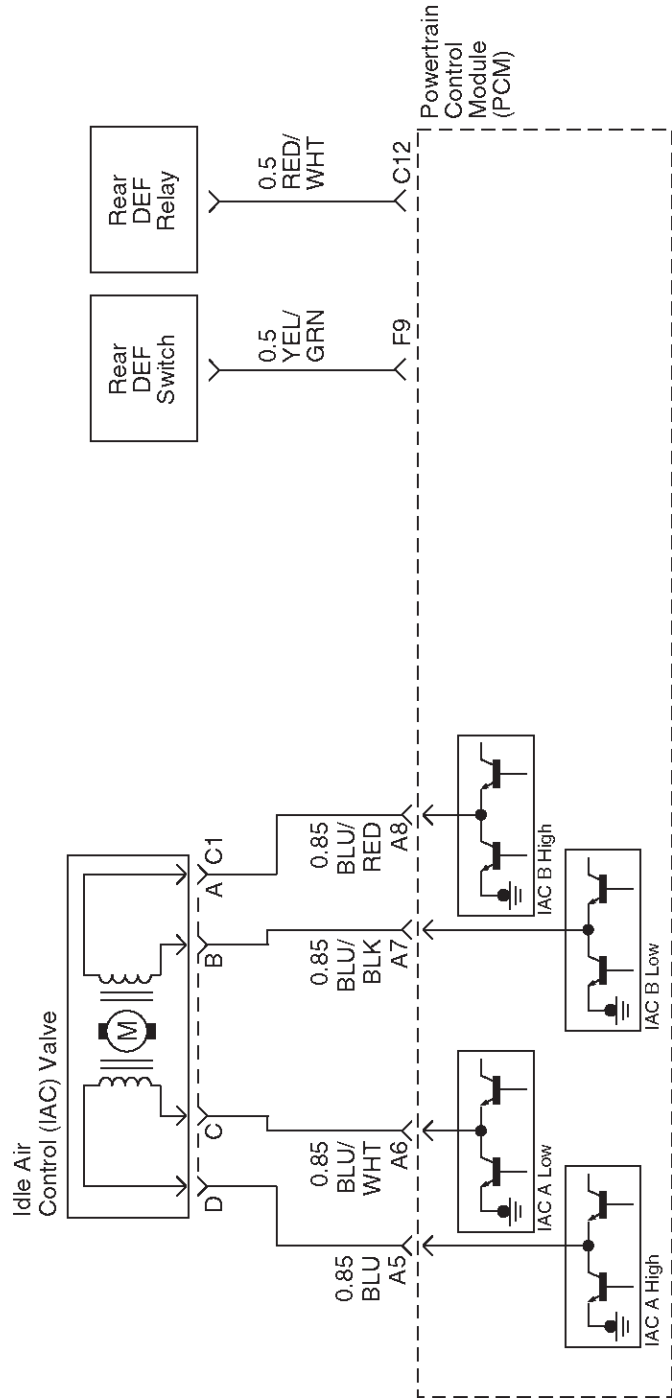 Idle Air
Control (IAC) Valve
M
D
C
B
A
C1
0.85
BLU
A5
0.85
BLU/
WHT
A6
0.85
BLU/
BLK
A7
0.85
BLU/
RED
A8
IAC A High
IAC A Low
IAC B Low
IAC B High
Rear
DEF
Switch
0.5
YEL/
GRN
F9
Rear
DEF
Relay
0.5
RED/
WHT
C12
Powertrain
Control
Module
(PCM)